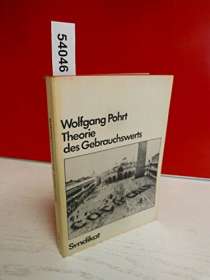 54046
Wolfgang Pohrt
Theorie
des Gebrauchswerts
Syndikat